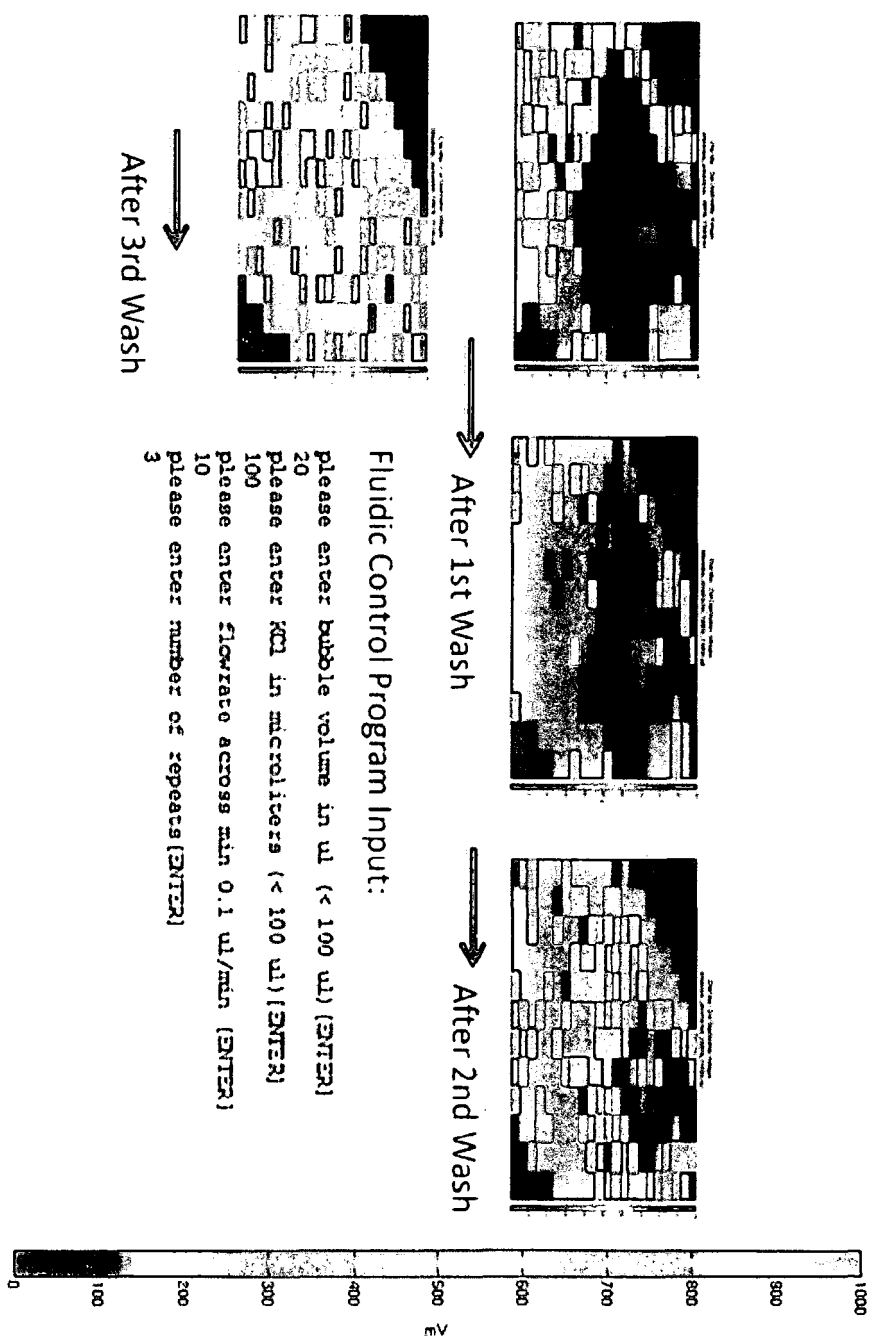 After 1st Wash
After 2nd Wash
After 3rd Wash
Fluidic Control Program Input:
please enter bubble volume in ul (< 100 ul) [ENTER]
20
please enter KCl in microliters (< 100 ul) [ENTER]
100
please enter flowrate across min 0.1 ul/min [ENTER]
10
please enter number of repeats [ENTER]
3
0
100
200
300
400
500
600
700
800
1000
mV